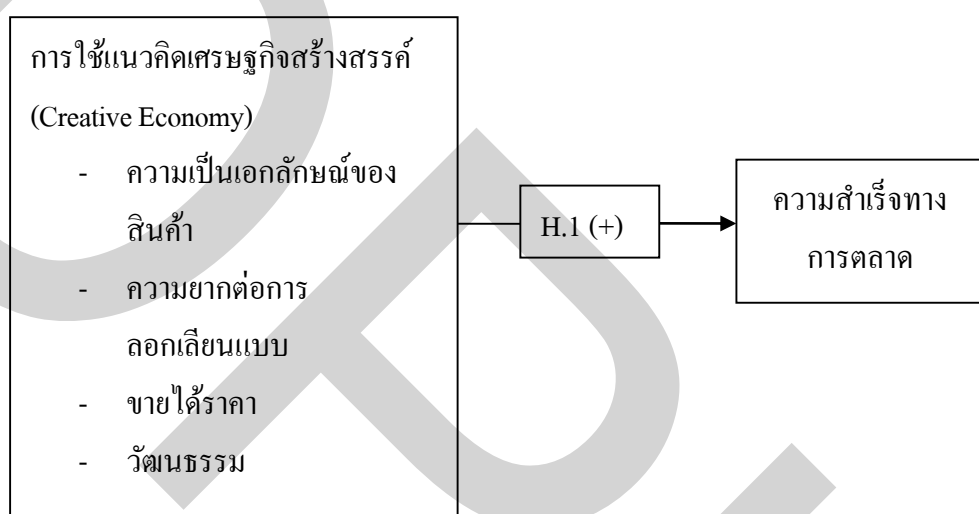 การใช้แนวคิดเศรษฐกิจสร้างสรรค์
(Creative Economy)
- ความเป็นเอกลักษณ์ของ
สินค้า
- ความยากต่อการ
ลอกเลียนแบบ
- ขายได้ราคา
- วัฒนธรรม
H.1 (+)
ความสำเร็จทาง
การตลาด